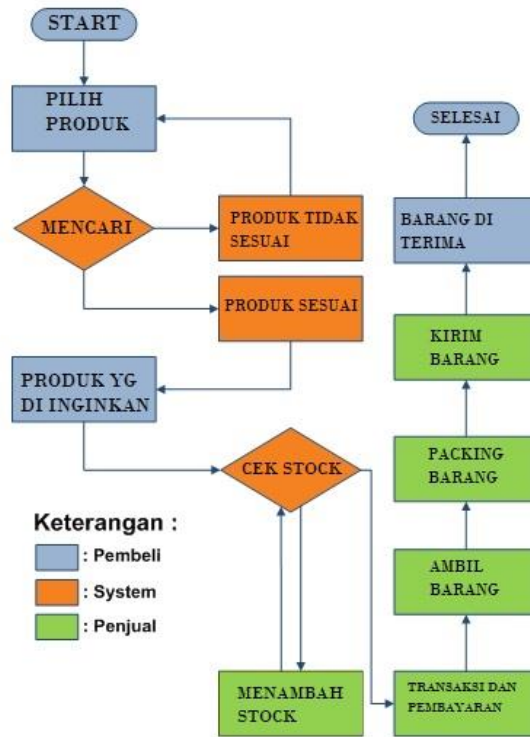 START
PILIH
PRODUK
MENCARI
PRODUK TIDAK
SESUAI
PRODUK SESUAI
PRODUK YG
DI INGINKAN
CEK STOCK
MENAMBAH
STOCK
TRANSAKSI DAN
PEMBAYARAN
AMBIL
BARANG
PACKING
BARANG
KIRIM
BARANG
BARANG DI
TERIMA
SELESAI
Keterangan :
: Pembeli
: System
: Penjual